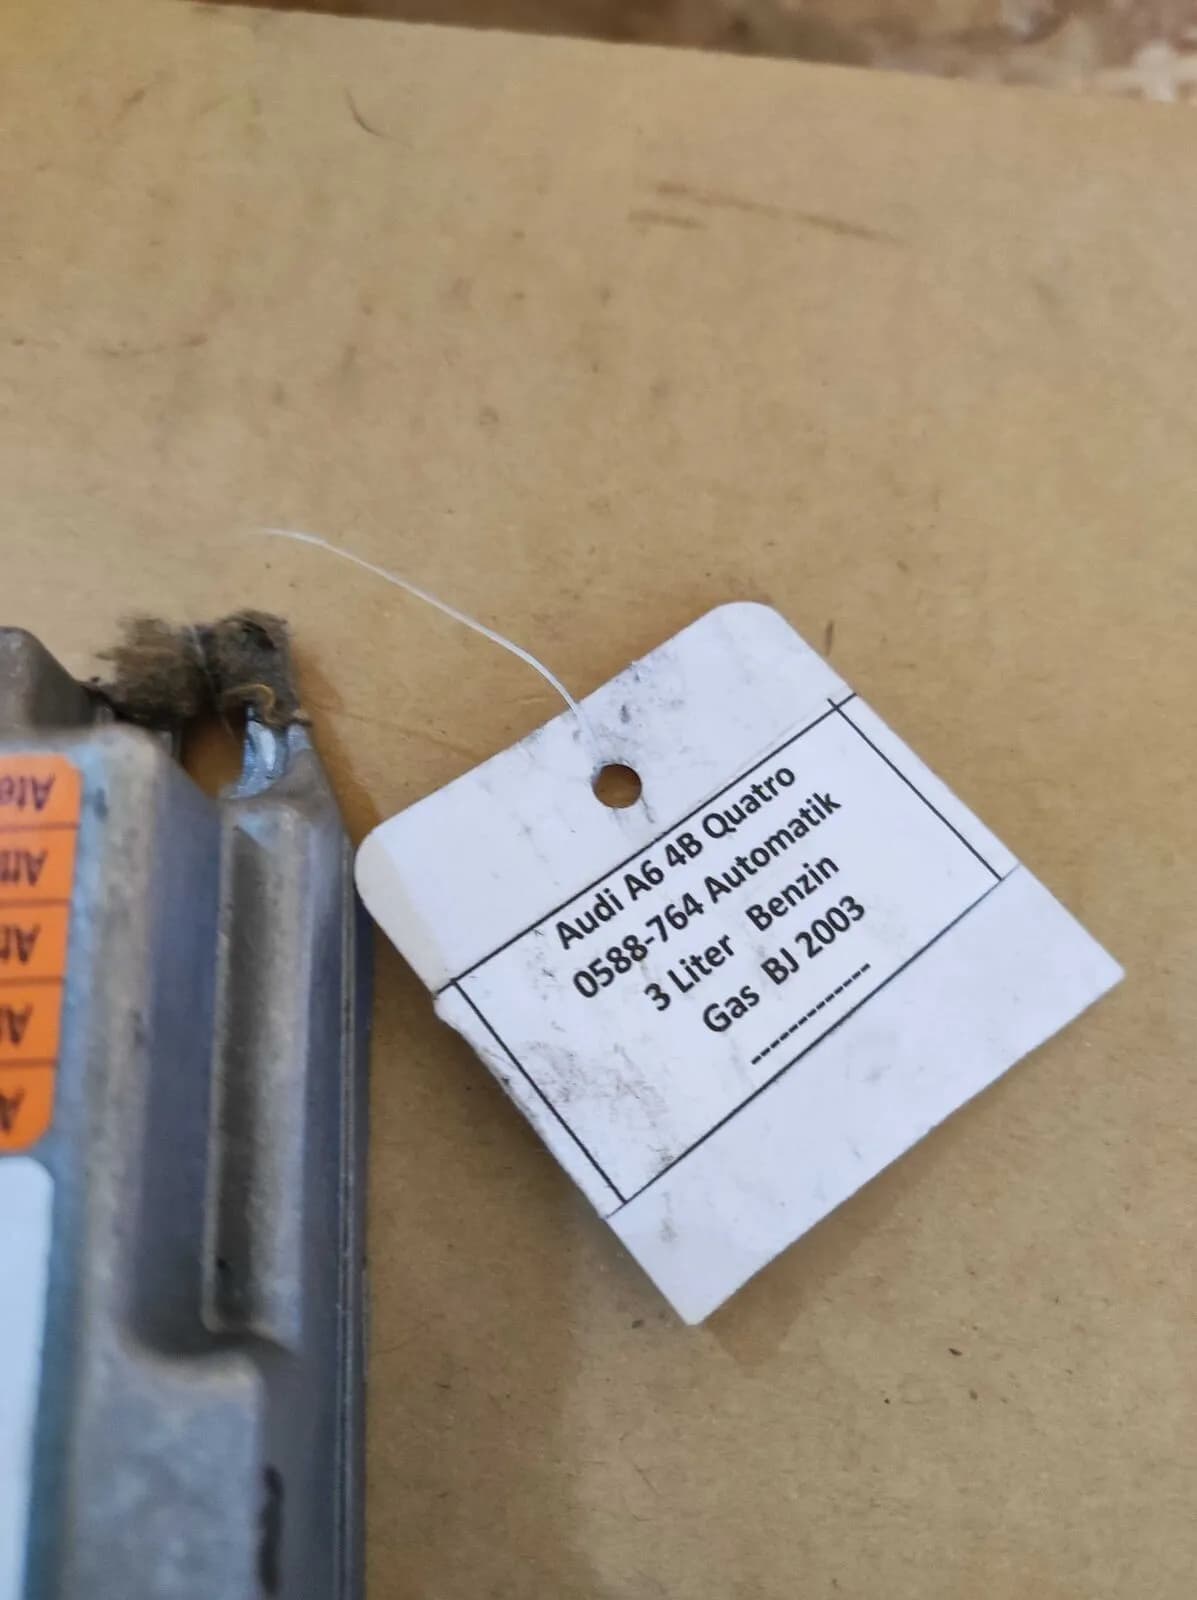 Audi A6 4B Quatro
0588-764 Automatik
3 Liter Benzin
Gas BJ 2003
-----------